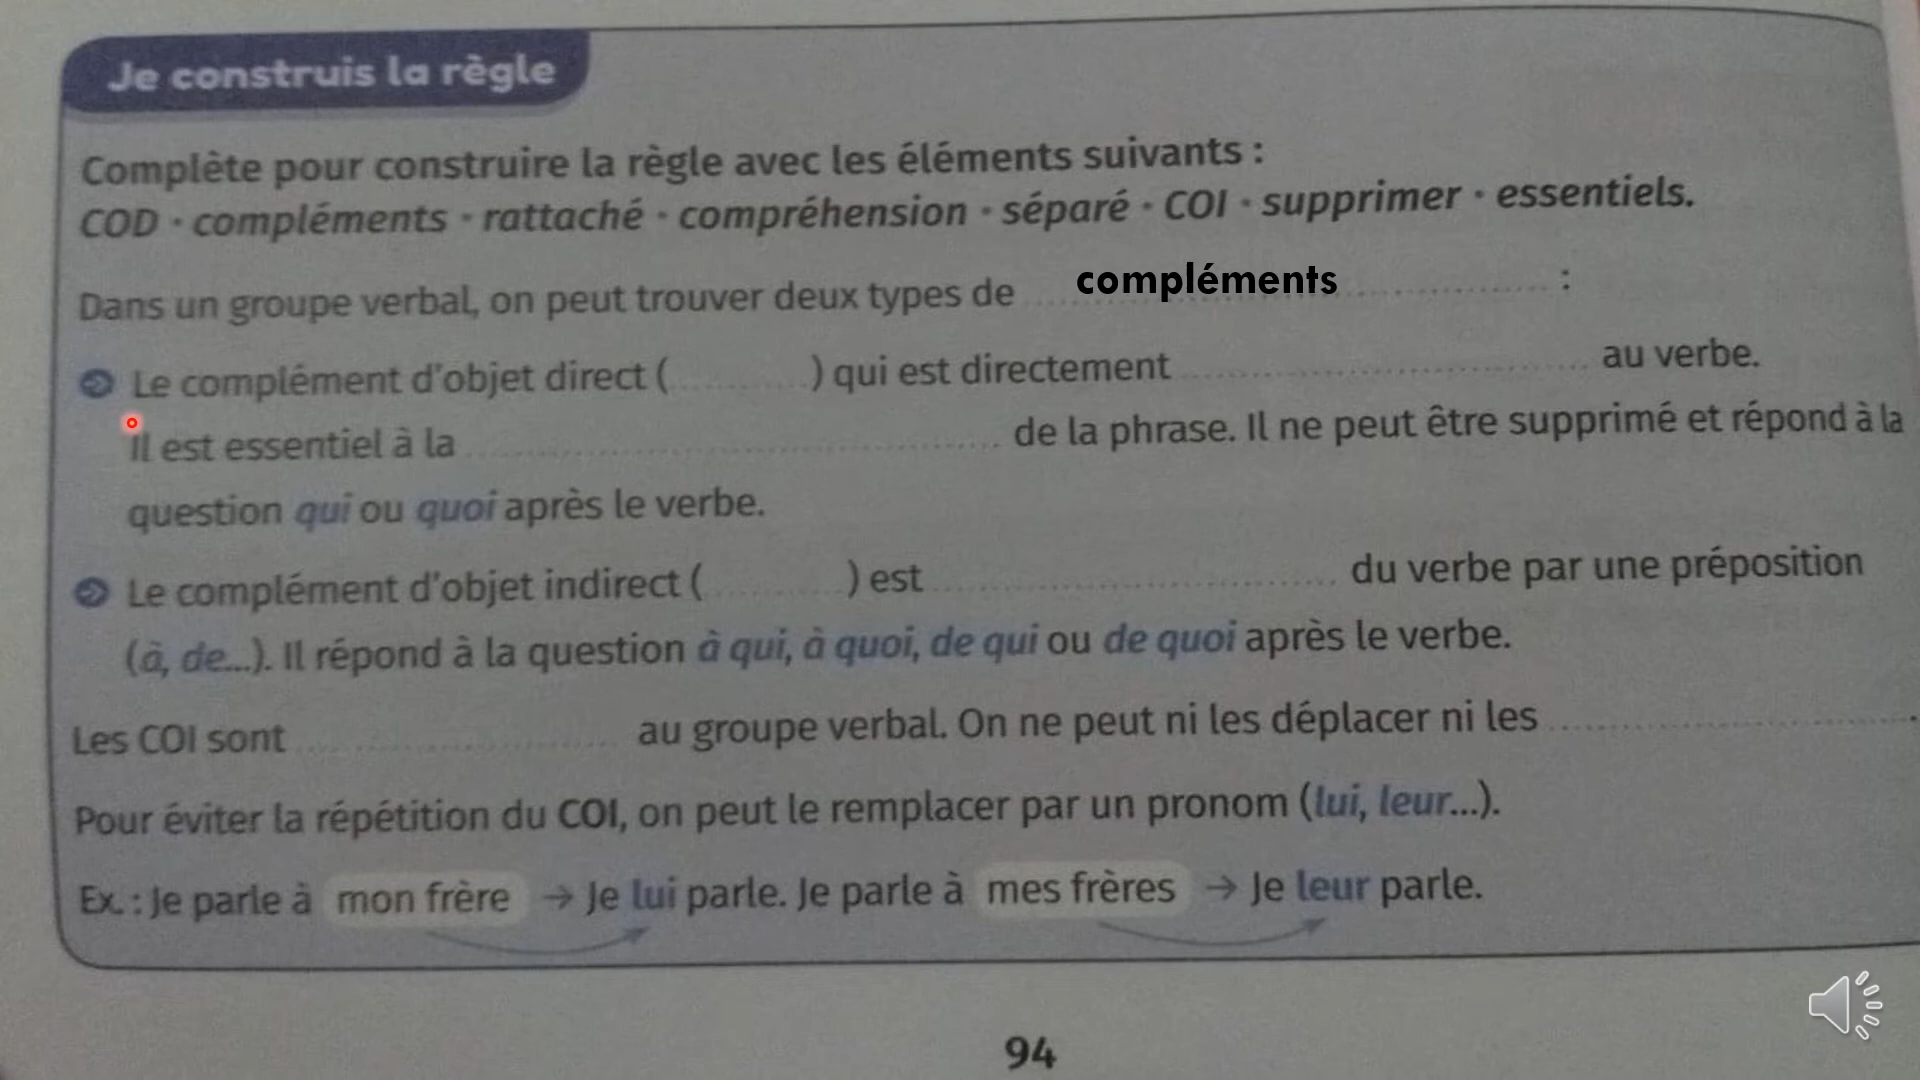 Je construis la règle
Complète pour construire la règle avec les éléments suivants :
COD · compléments · rattaché · compréhension · séparé · COI · supprimer · essentiels.
Dans un groupe verbal, on peut trouver deux types de compléments :
Le complément d'objet direct ( ) qui est directement au verbe.
Il est essentiel à la de la phrase. Il ne peut être supprimé et répond à la
question qui ou quoi après le verbe.
Le complément d'objet indirect ( ) est du verbe par une préposition
(à, de...). Il répond à la question à qui, à quoi, de qui ou de quoi après le verbe.
Les COI sont au groupe verbal. On ne peut ni les déplacer ni les .
Pour éviter la répétition du COI, on peut le remplacer par un pronom (lui, leur...).
Ex. : Je parle à mon frère → Je lui parle. Je parle à mes frères → Je leur parle.
94